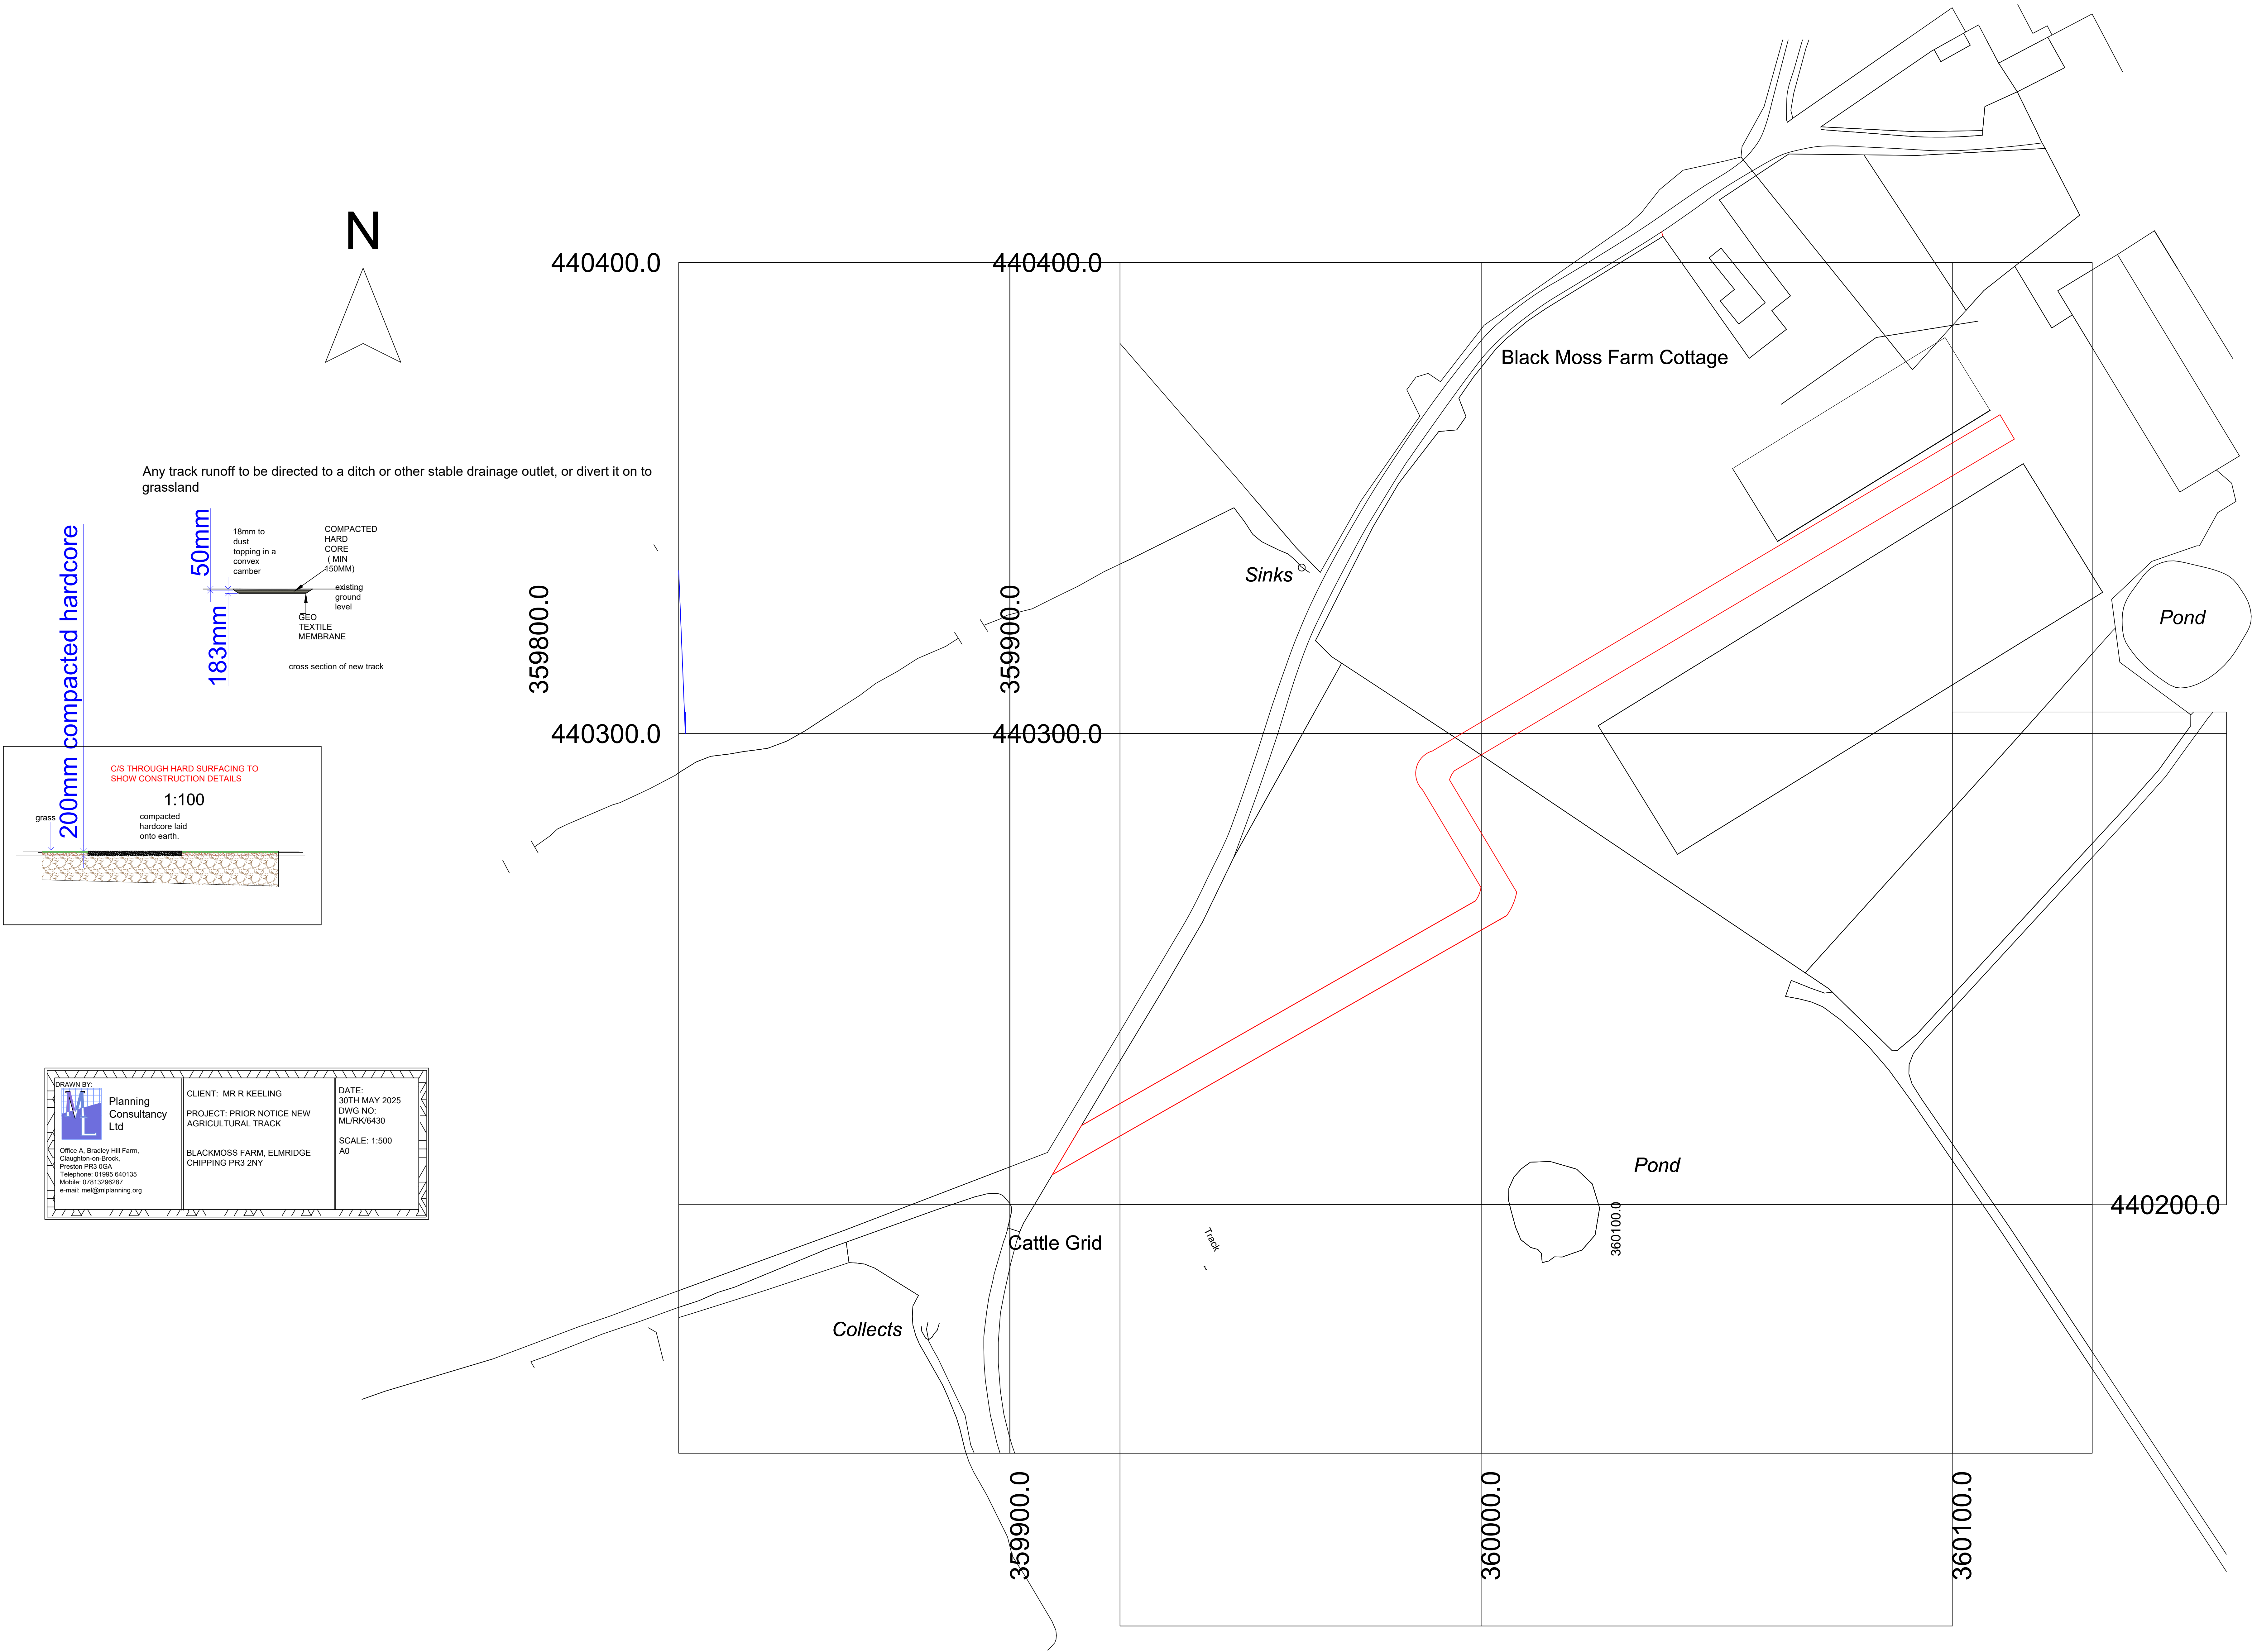 N
440400.0
440400.0
Black Moss Farm Cottage
Any track runoff to be directed to a ditch or other stable drainage outlet, or divert it on to
grassland
200mm compacted hardcore
50mm
183mm
18mm to
dust
topping in a
convex
camber
COMPACTED
HARD
CORE
( MIN
150MM)
existing
ground
level
GEO
TEXTILE
MEMBRANE
cross section of new track
359800.0
359900.0
Sinks
Pond
440300.0
440300.0
C/S THROUGH HARD SURFACING TO
SHOW CONSTRUCTION DETAILS
1:100
grass
compacted
hardcore laid
onto earth.
DRAWN BY:
ML
Planning
Consultancy
Ltd
Office A, Bradley Hill Farm,
Claughton-on-Brock,
Preston PR3 0GA
Telephone: 01995 640135
Mobile: 07813296287
e-mail: mel@mlplanning.org
CLIENT: MR R KEELING
PROJECT: PRIOR NOTICE NEW
AGRICULTURAL TRACK
BLACKMOSS FARM, ELMRIDGE
CHIPPING PR3 2NY
DATE:
30TH MAY 2025
DWG NO:
ML/RK/6430
SCALE: 1:500
A0
Pond
360100.0
440200.0
Track
Cattle Grid
Collects
359900.0
360000.0
360100.0